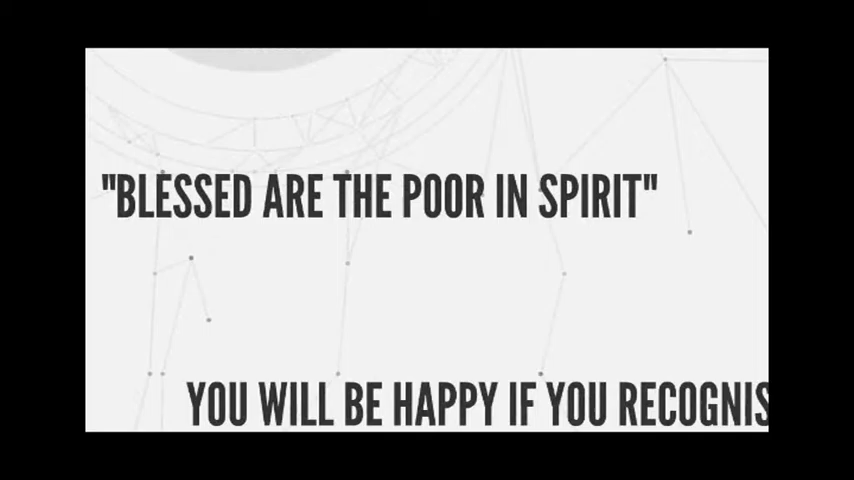 "BLESSED ARE THE POOR IN SPIRIT"
YOU WILL BE HAPPY IF YOU RECOGNIS